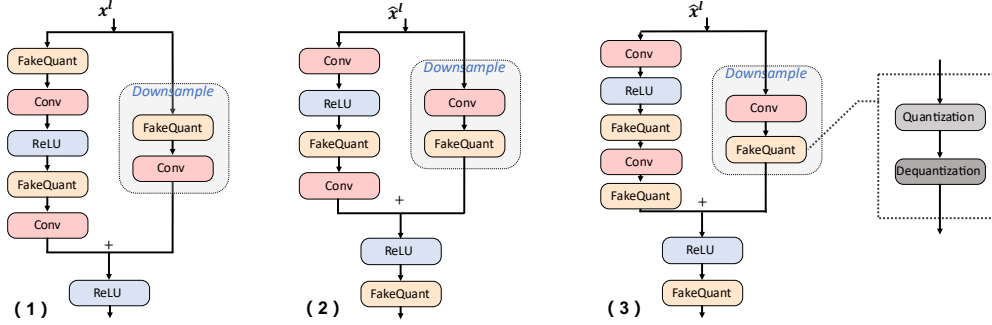 x^l
FakeQuant
Conv
ReLU
FakeQuant
Conv
Downsample
FakeQuant
Conv
+
ReLU
(1)
x̂^l
Conv
ReLU
FakeQuant
Conv
Downsample
Conv
FakeQuant
+
ReLU
FakeQuant
(2)
x̂^l
Conv
ReLU
FakeQuant
Conv
FakeQuant
Downsample
Conv
FakeQuant
+
ReLU
FakeQuant
(3)
Quantization
Dequantization